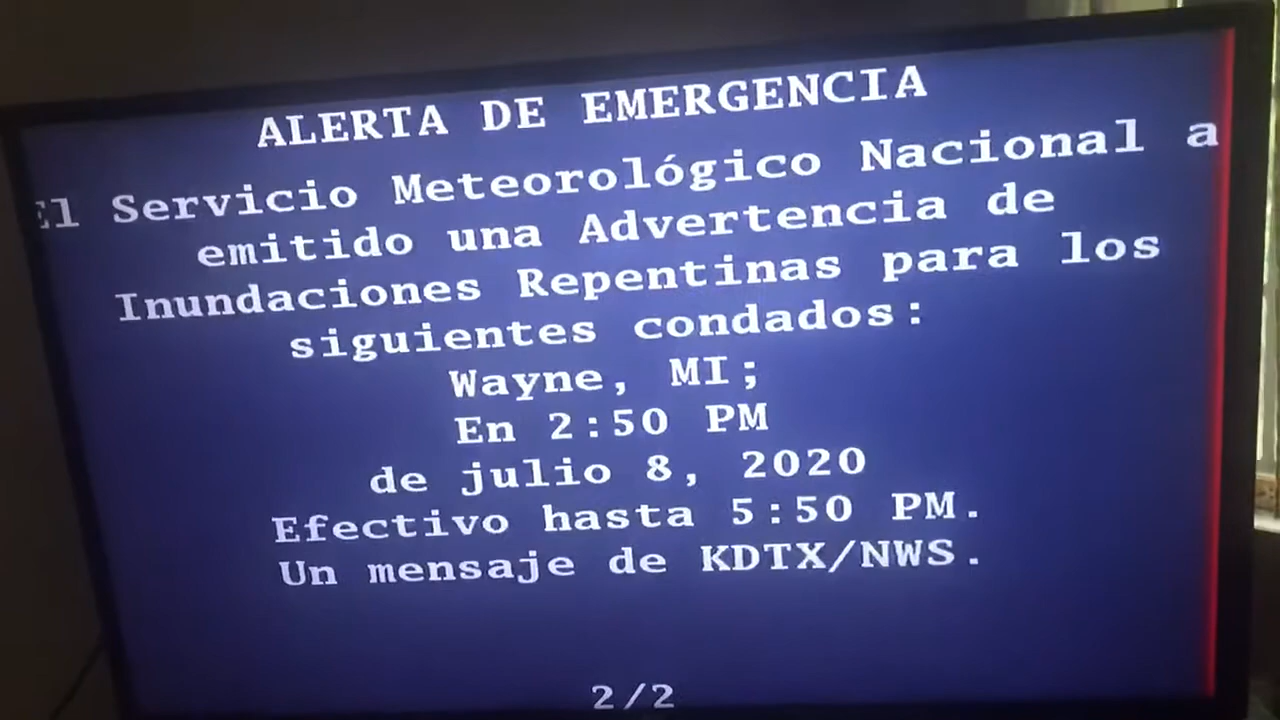 ALERTA DE EMERGENCIA
El Servicio Meteorológico Nacional a
emitido una Advertencia de
Inundaciones Repentinas para los
siguientes condados:
Wayne, MI;
En 2:50 PM
de julio 8, 2020
Efectivo hasta 5:50 PM.
Un mensaje de KDTX/NWS.
2/2